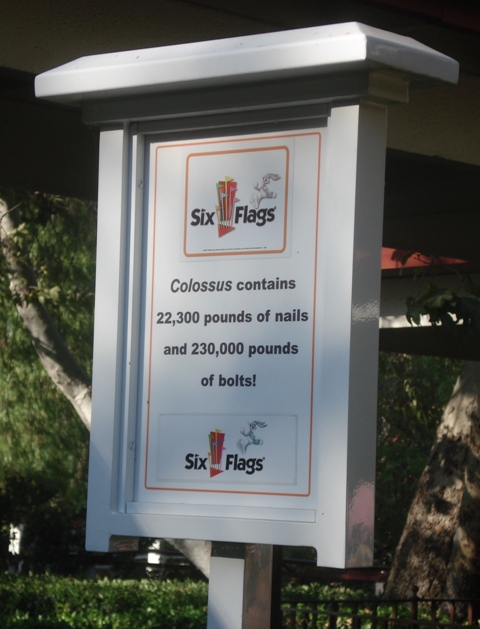 Six Flags
Colossus contains
22,300 pounds of nails
and 230,000 pounds
of bolts!
Six Flags